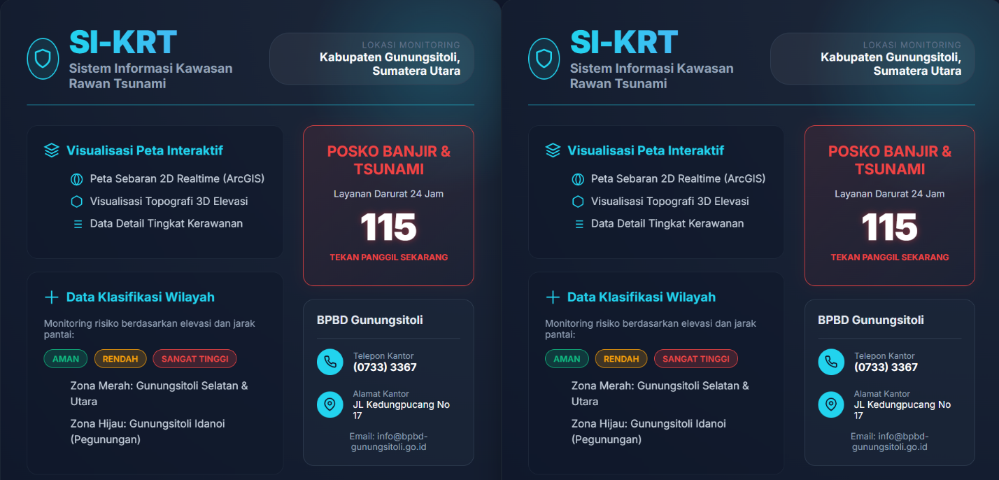 SI-KRT
Sistem Informasi Kawasan
Rawan Tsunami
LOKASI MONITORING
Kabupaten Gunungsitoli,
Sumatera Utara
Visualisasi Peta Interaktif
Peta Sebaran 2D Realtime (ArcGIS)
Visualisasi Topografi 3D Elevasi
Data Detail Tingkat Kerawanan
POSKO BANJIR &
TSUNAMI
Layanan Darurat 24 Jam
115
TEKAN PANGGIL SEKARANG
Data Klasifikasi Wilayah
Monitoring risiko berdasarkan elevasi dan jarak
pantai:
AMAN
RENDAH
SANGAT TINGGI
Zona Merah: Gunungsitoli Selatan &
Utara
Zona Hijau: Gunungsitoli Idanoi
(Pegunungan)
BPBD Gunungsitoli
Telepon Kantor
(0733) 3367
Alamat Kantor
JL Kedungpucang No
17
Email: info@bpbd-
gunungsitoli.go.id
SI-KRT
Sistem Informasi Kawasan
Rawan Tsunami
LOKASI MONITORING
Kabupaten Gunungsitoli,
Sumatera Utara
Visualisasi Peta Interaktif
Peta Sebaran 2D Realtime (ArcGIS)
Visualisasi Topografi 3D Elevasi
Data Detail Tingkat Kerawanan
POSKO BANJIR &
TSUNAMI
Layanan Darurat 24 Jam
115
TEKAN PANGGIL SEKARANG
Data Klasifikasi Wilayah
Monitoring risiko berdasarkan elevasi dan jarak
pantai:
AMAN
RENDAH
SANGAT TINGGI
Zona Merah: Gunungsitoli Selatan &
Utara
Zona Hijau: Gunungsitoli Idanoi
(Pegunungan)
BPBD Gunungsitoli
Telepon Kantor
(0733) 3367
Alamat Kantor
JL Kedungpucang No
17
Email: info@bpbd-
gunungsitoli.go.id